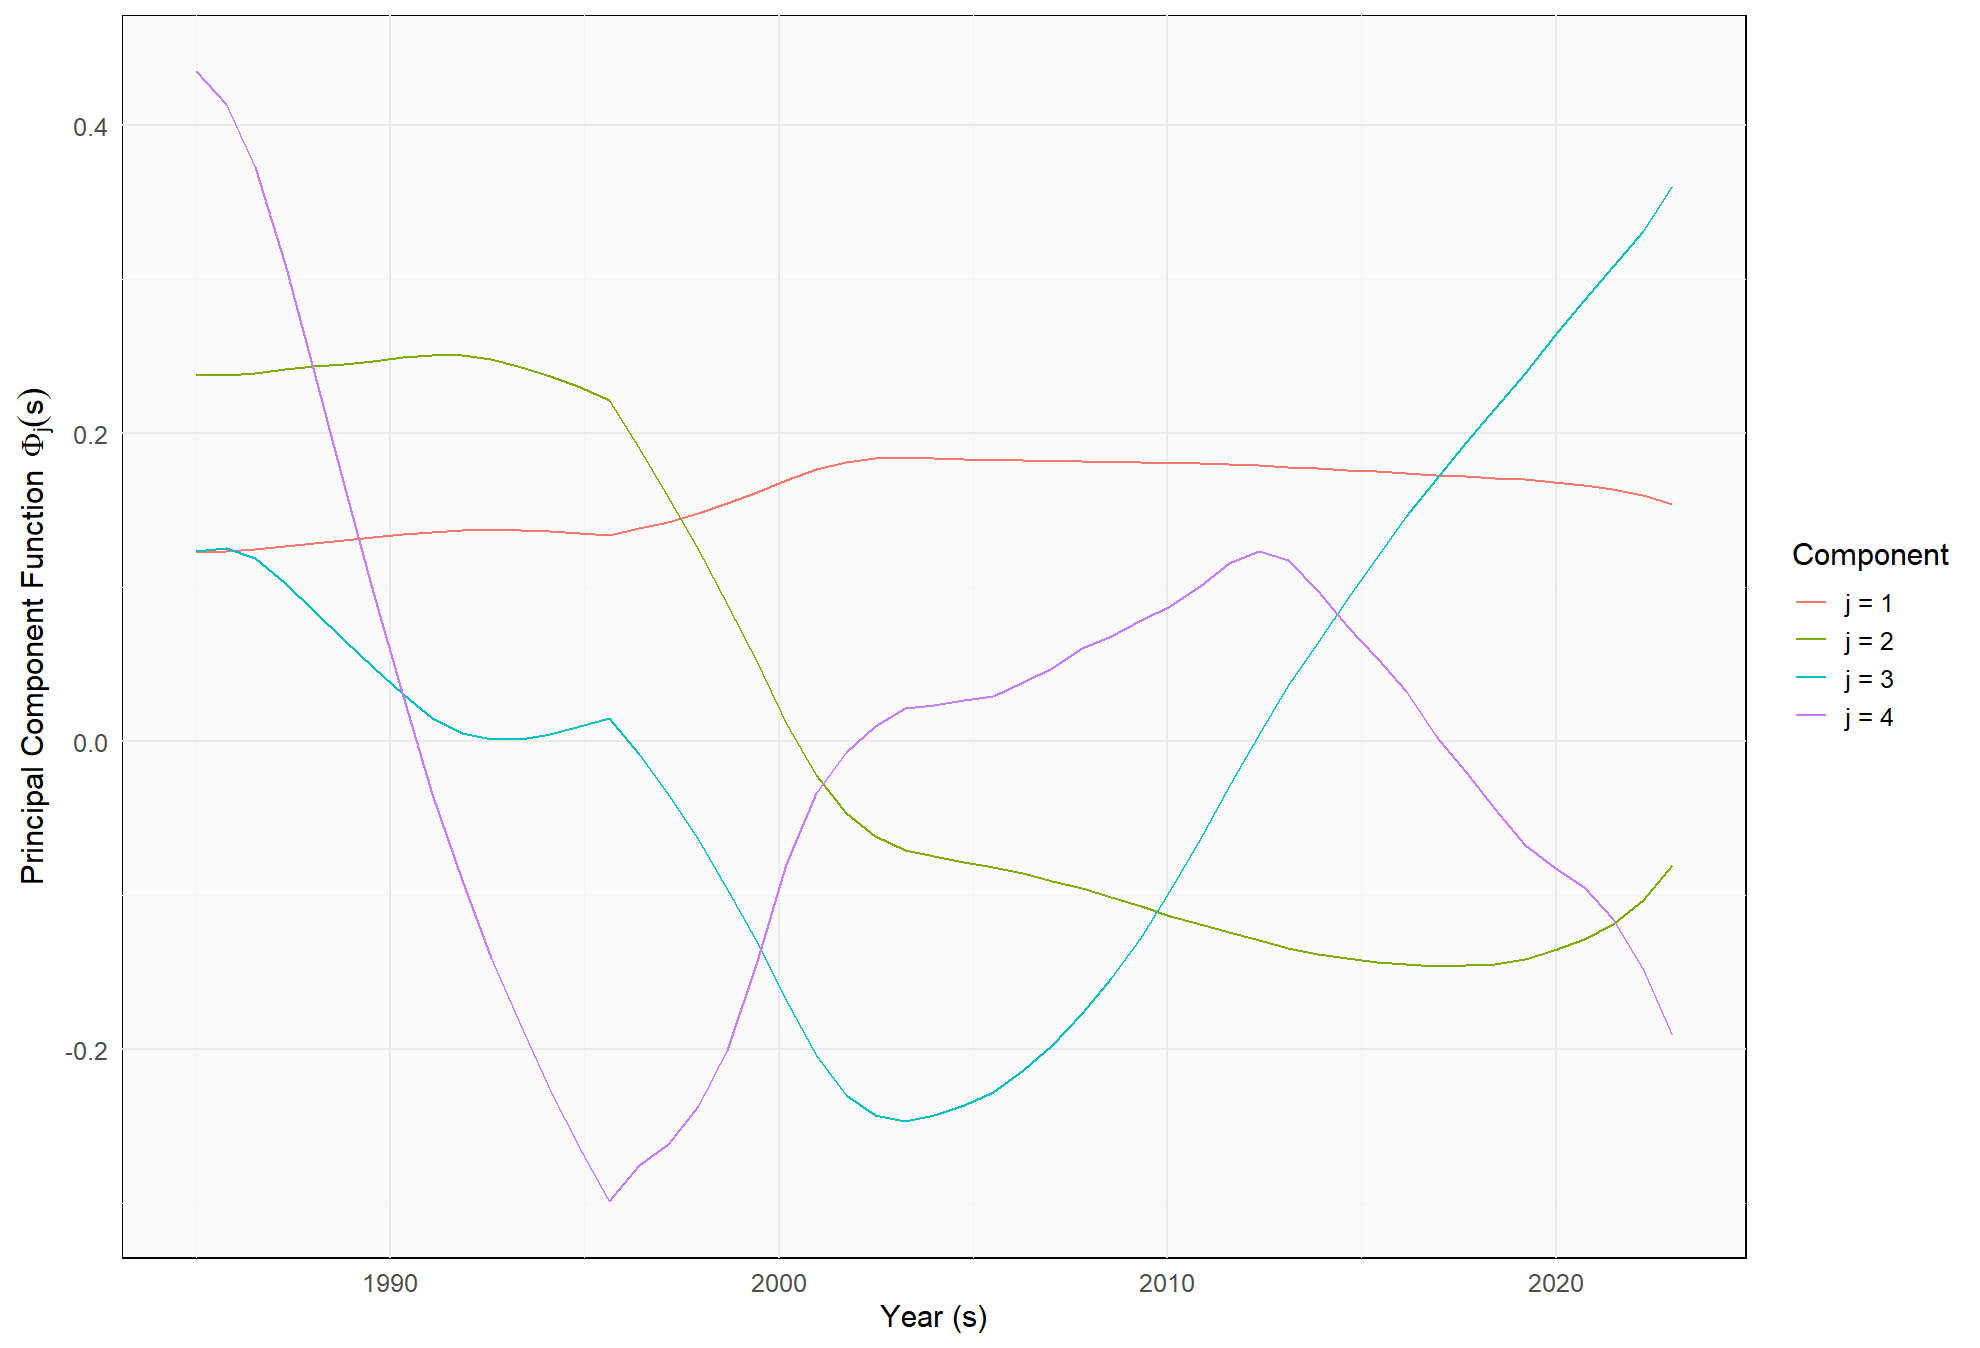 Principal Component Function Φj(s)
0.4
0.2
0.0
-0.2
1990
2000
2010
2020
Year (s)
Component
j = 1
j = 2
j = 3
j = 4